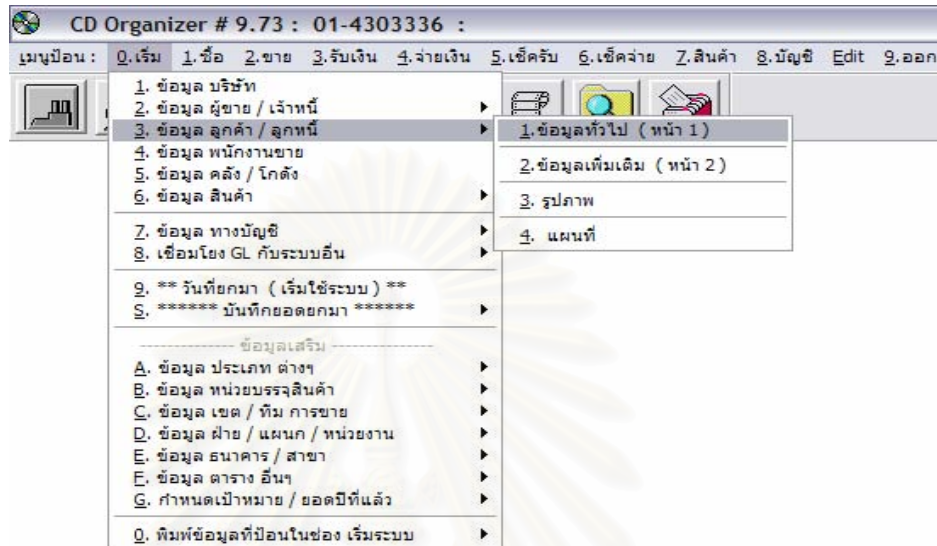 CD Organizer # 9.73 : 01-4303336 :
เมนูป้อน : 0.เริ่ม 1.ซื้อ 2.ขาย 3.รับเงิน 4.จ่ายเงิน 5.เช็ครับ 6.เช็คจ่าย 7.สินค้า 8.บัญชี Edit 9.ออก
1. ข้อมูล บริษัท
2. ข้อมูล ผู้ขาย / เจ้าหนี้
3. ข้อมูล ลูกค้า / ลูกหนี้
4. ข้อมูล พนักงานขาย
5. ข้อมูล คลัง / โกดัง
6. ข้อมูล สินค้า
7. ข้อมูล ทางบัญชี
8. เชื่อมโยง GL กับระบบอื่น
9. ** วันที่ยกมา ( เริ่มใช้ระบบ ) **
S. ****** บันทึกยอดยกมา ******
-------------- ข้อมูลเสริม ---------------
A. ข้อมูล ประเภท ต่างๆ
B. ข้อมูล หน่วยบรรจุสินค้า
C. ข้อมูล เขต / ทีม การขาย
D. ข้อมูล ฝ่าย / แผนก / หน่วยงาน
E. ข้อมูล ธนาคาร / สาขา
F. ข้อมูล ตาราง อื่นๆ
G. กำหนดเป้าหมาย / ยอดปีที่แล้ว
0. พิมพ์ข้อมูลที่ป้อนในช่อง เริ่มระบบ
1.ข้อมูลทั่วไป ( หน้า 1 )
2.ข้อมูลเพิ่มเติม ( หน้า 2 )
3. รูปภาพ
4. แผนที่